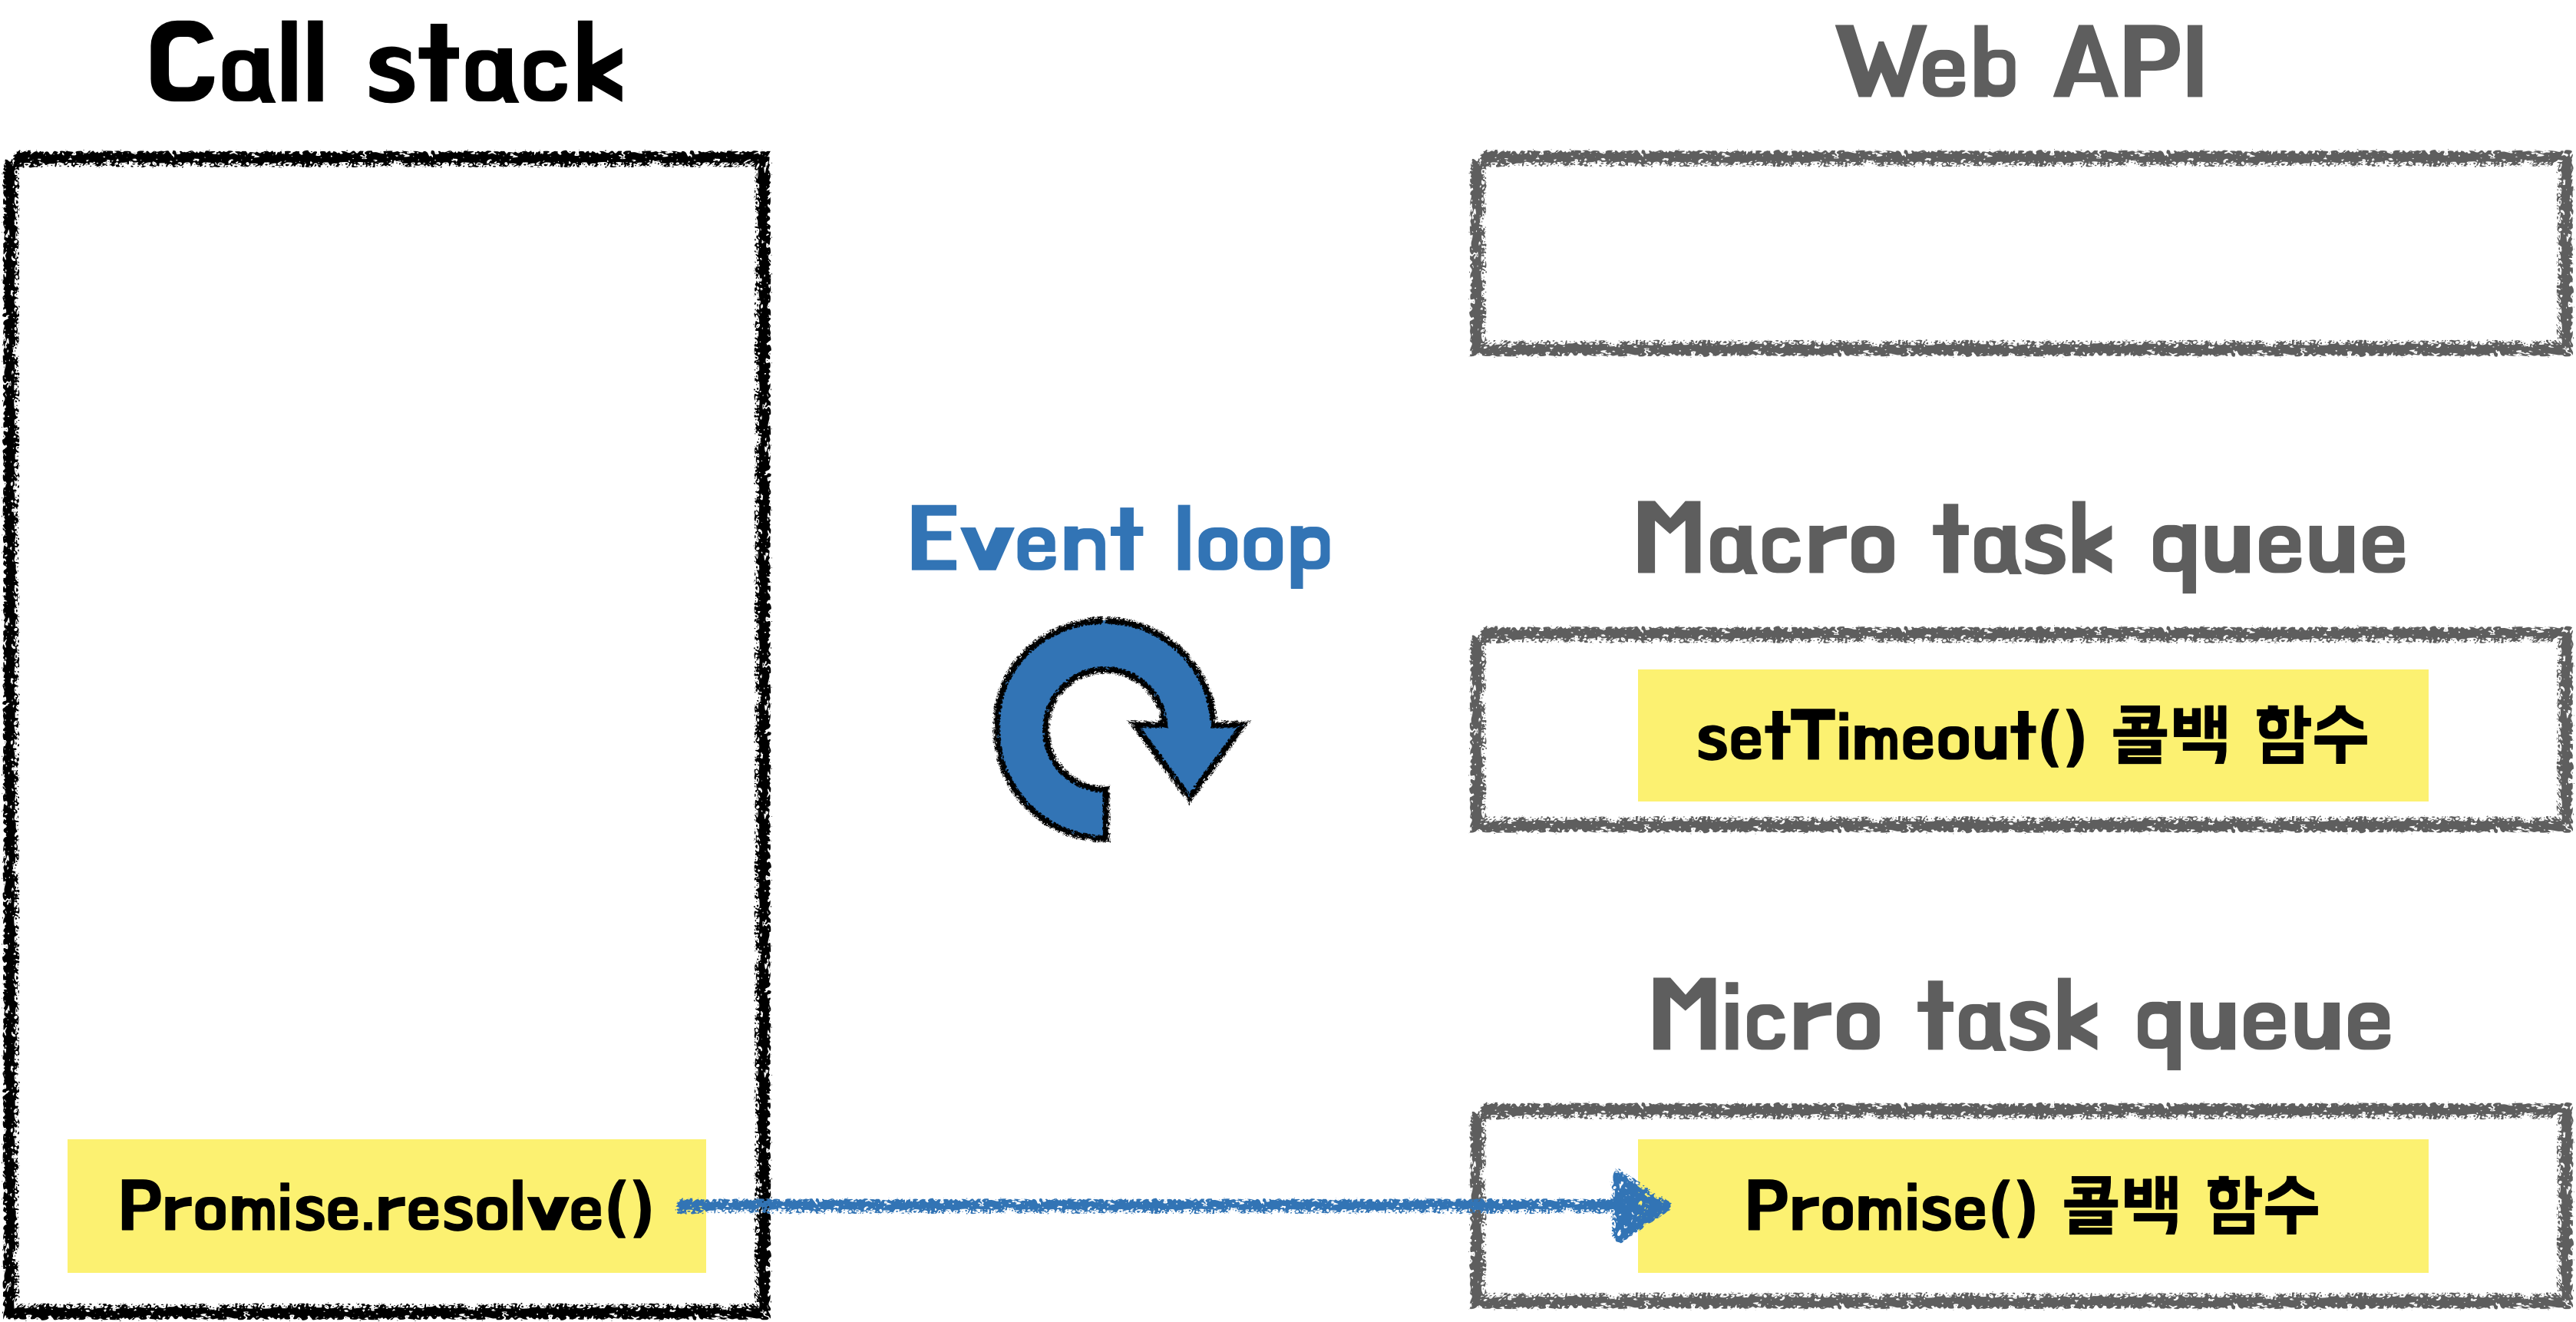 Call stack
Web API
Event loop
Macro task queue
setTimeout() 콜백 함수
Micro task queue
Promise.resolve()
Promise() 콜백 함수